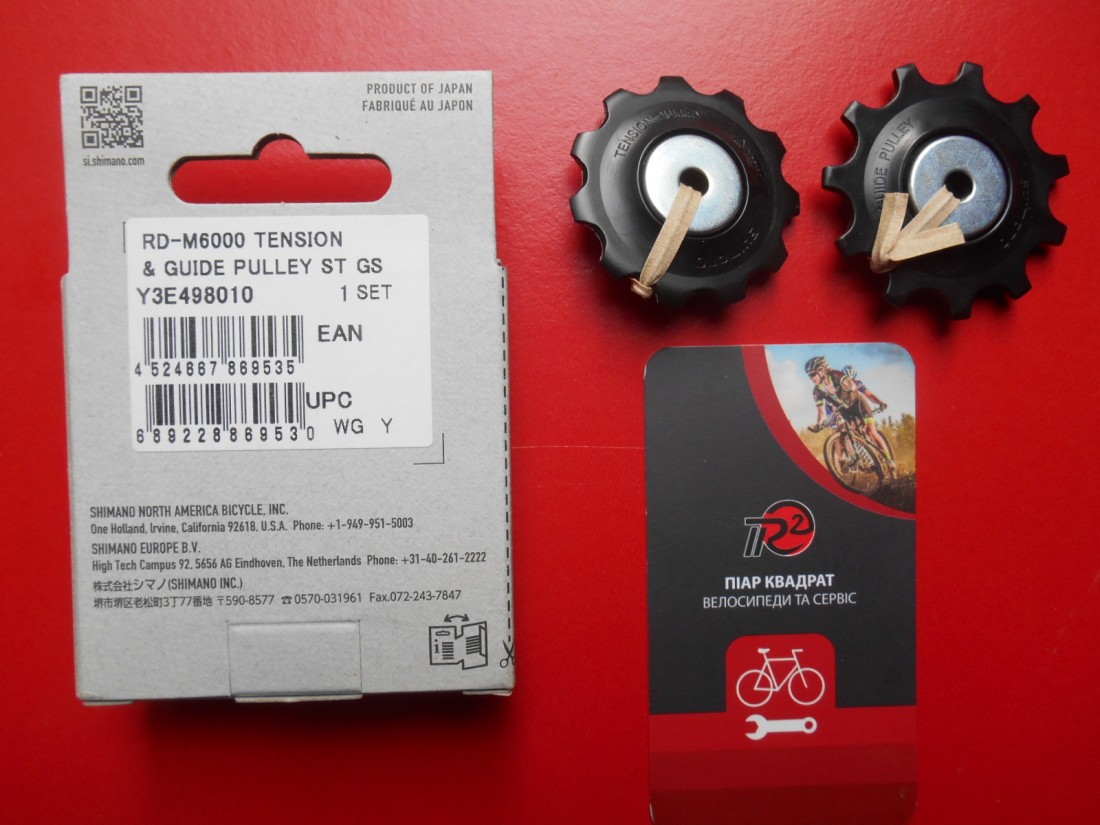 PRODUCT OF JAPAN
FABRIQUÉ AU JAPON
si.shimano.com
RD-M6000 TENSION
& GUIDE PULLEY ST GS
Y3E498010 1 SET
EAN
4 524667 869535
UPC
6 89228 86953 0 WG Y
SHIMANO NORTH AMERICA BICYCLE, INC.
One Holland, Irvine, California 92618, U.S.A. Phone: +1-949-951-5003
SHIMANO EUROPE B.V.
High Tech Campus 92, 5656 AG Eindhoven, The Netherlands Phone: +31-40-261-2222
株式会社シマノ(SHIMANO INC.)
堺市堺区老松町3丁77番地 〒590-8577 ☎0570-031961 Fax.072-243-7847
TENSION PULLEY
GUIDE PULLEY
R2
ПІАР КВАДРАТ
ВЕЛОСИПЕДИ ТА СЕРВІС